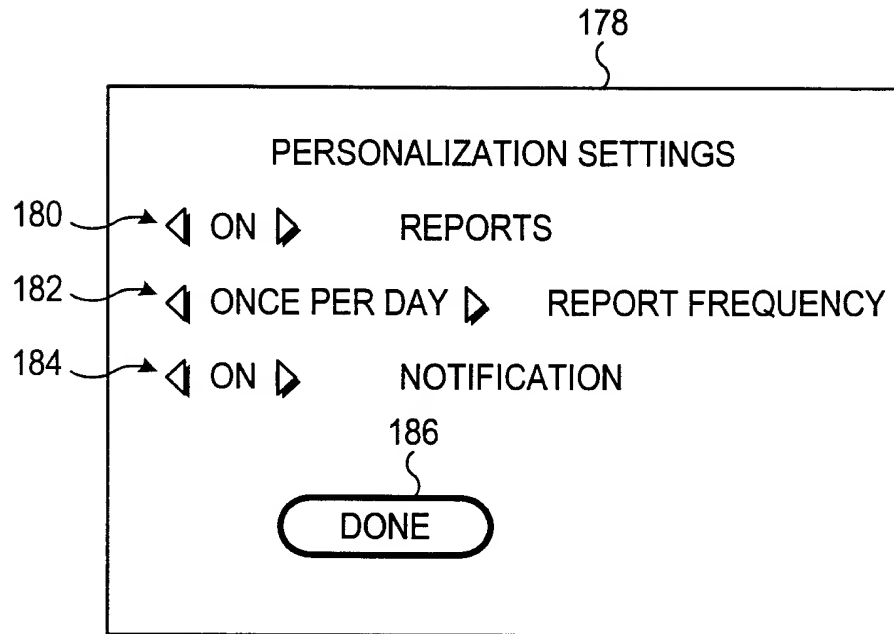 178
PERSONALIZATION SETTINGS
180 ON REPORTS
182 ONCE PER DAY REPORT FREQUENCY
184 ON NOTIFICATION
186
DONE